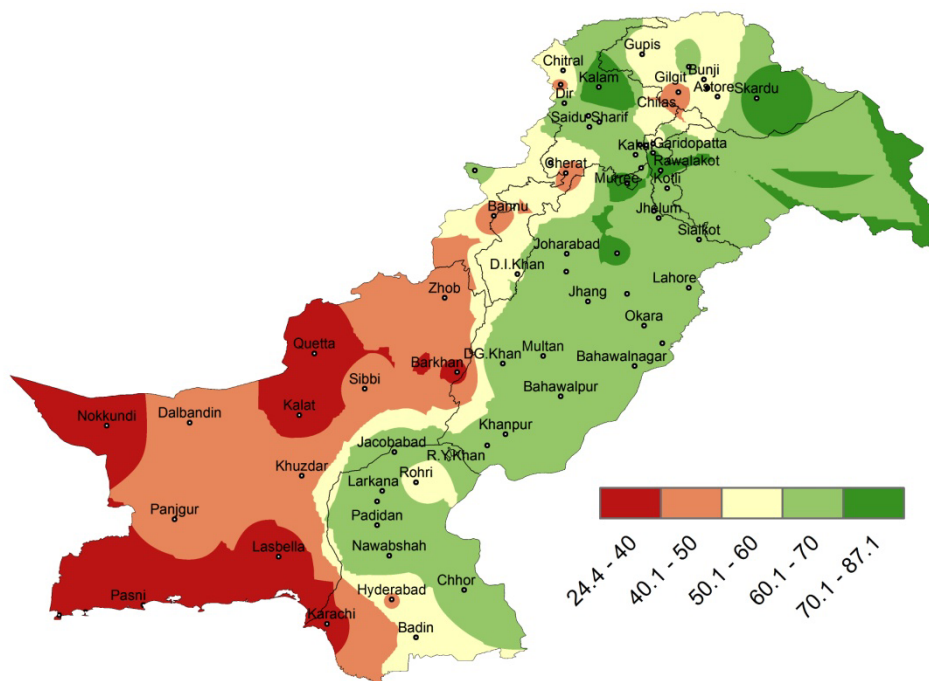 Gupis
Chitral
Bunji
Kalam
Gilgit
Astore
Skardu
Dir
Chilas
Saidu Sharif
Garidopatta
Rawalakot
Cherat
Murree
Kotli
Bannu
Jhelum
Sialkot
Joharabad
D.I.Khan
Lahore
Zhob
Jhang
Okara
Quetta
Multan
DG.Khan
Barkhan
Bahawalnagar
Sibbi
Bahawalpur
Kalat
Nokkundi
Dalbandin
Khanpur
Jacobabad
R.Y.Khan
Khuzdar
Rohri
Larkana
Panjgur
Padidan
Lasbella
Nawabshah
Chhor
Pasni
Hyderabad
Karachi
Badin
24.4 - 40
40.1 - 50
50.1 - 60
60.1 - 70
70.1 - 87.1